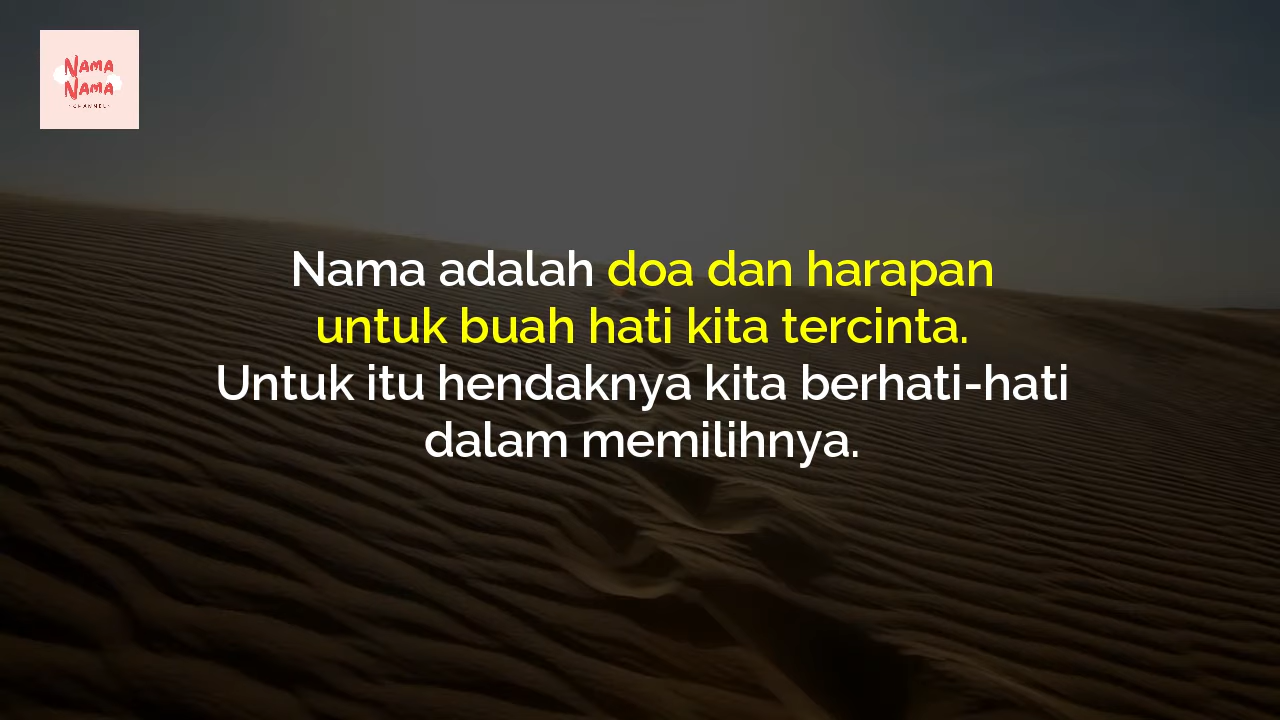 NAMA
NAMA
CHANNEL
Nama adalah doa dan harapan
untuk buah hati kita tercinta.
Untuk itu hendaknya kita berhati-hati
dalam memilihnya.